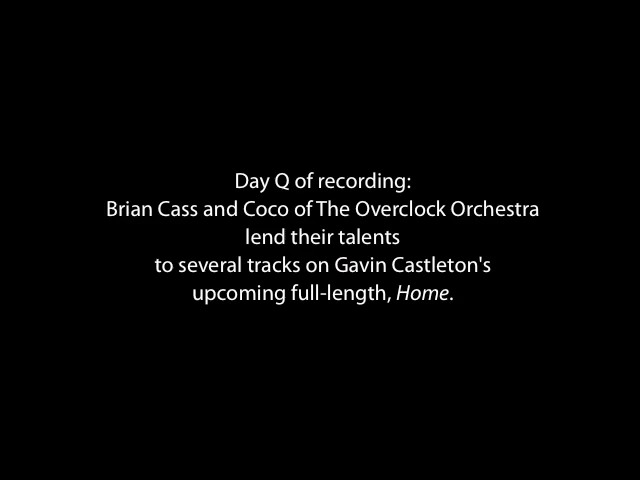 Day Q of recording:
Brian Cass and Coco of The Overclock Orchestra
lend their talents
to several tracks on Gavin Castleton's
upcoming full-length, Home.